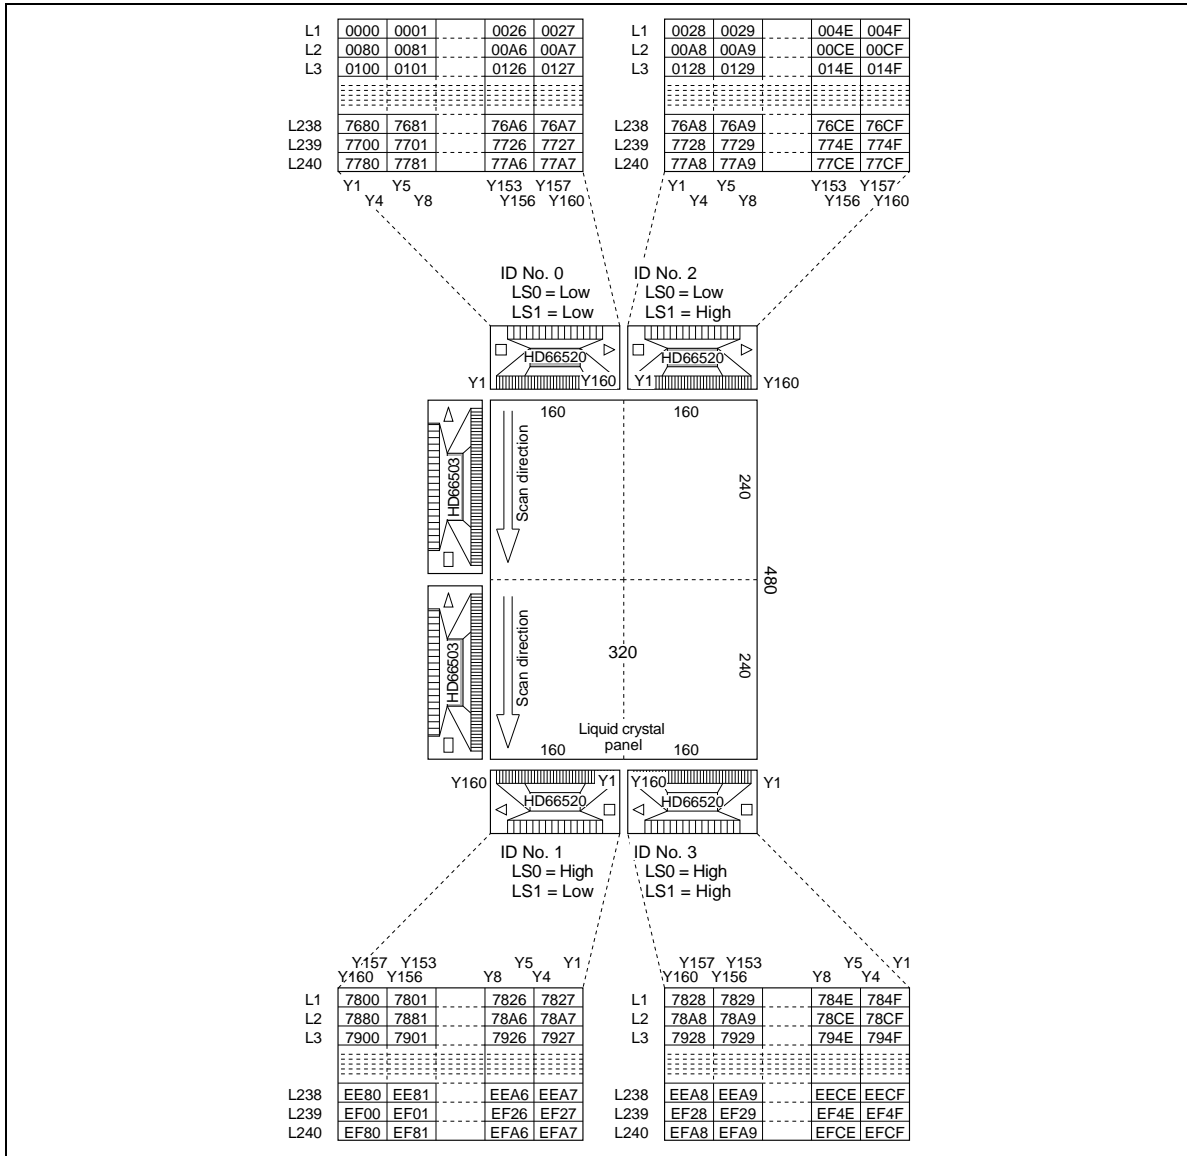 L1 0000 0001 0026 0027 L1 0028 0029 004E 004F
L2 0080 0081 00A6 00A7 L2 00A8 00A9 00CE 00CF
L3 0100 0101 0126 0127 L3 0128 0129 014E 014F
L238 7680 7681 76A6 76A7 L238 76A8 76A9 76CE 76CF
L239 7700 7701 7726 7727 L239 7728 7729 774E 774F
L240 7780 7781 77A6 77A7 L240 77A8 77A9 77CE 77CF
Y1 Y5 Y153 Y157 Y1 Y5 Y153 Y157
Y4 Y8 Y156 Y160 Y4 Y8 Y156 Y160
ID No. 0 ID No. 2
LS0 = Low LS0 = Low
LS1 = Low LS1 = High
HD66520 HD66520
Y1 Y160 Y1 Y160
160 160
HD66503 Scan direction 240
480
HD66503 Scan direction 320 240
Liquid crystal
panel
160 160
Y160 Y1 Y160 Y1
HD66520 HD66520
ID No. 1 ID No. 3
LS0 = High LS0 = High
LS1 = Low LS1 = High
Y157 Y153 Y5 Y1 Y157 Y153 Y5 Y1
Y160 Y156 Y8 Y4 Y160 Y156 Y8 Y4
L1 7800 7801 7826 7827 L1 7828 7829 784E 784F
L2 7880 7881 78A6 78A7 L2 78A8 78A9 78CE 78CF
L3 7900 7901 7926 7927 L3 7928 7929 794E 794F
L238 EE80 EE81 EEA6 EEA7 L238 EEA8 EEA9 EECE EECF
L239 EF00 EF01 EF26 EF27 L239 EF28 EF29 EF4E EF4F
L240 EF80 EF81 EFA6 EFA7 L240 EFA8 EFA9 EFCE EFCF